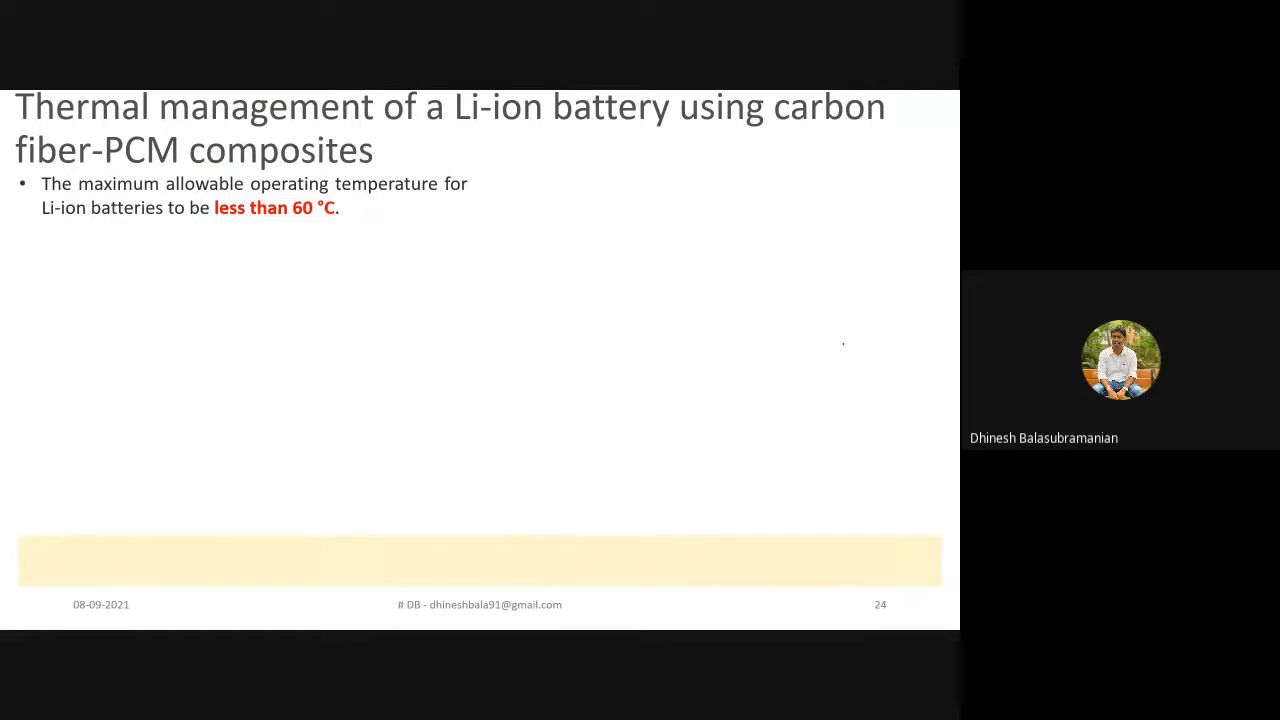 Thermal management of a Li-ion battery using carbon
fiber-PCM composites
• The maximum allowable operating temperature for
Li-ion batteries to be less than 60 °C.
08-09-2021
# DB - dhineshbala91@gmail.com
24
Dhinesh Balasubramanian